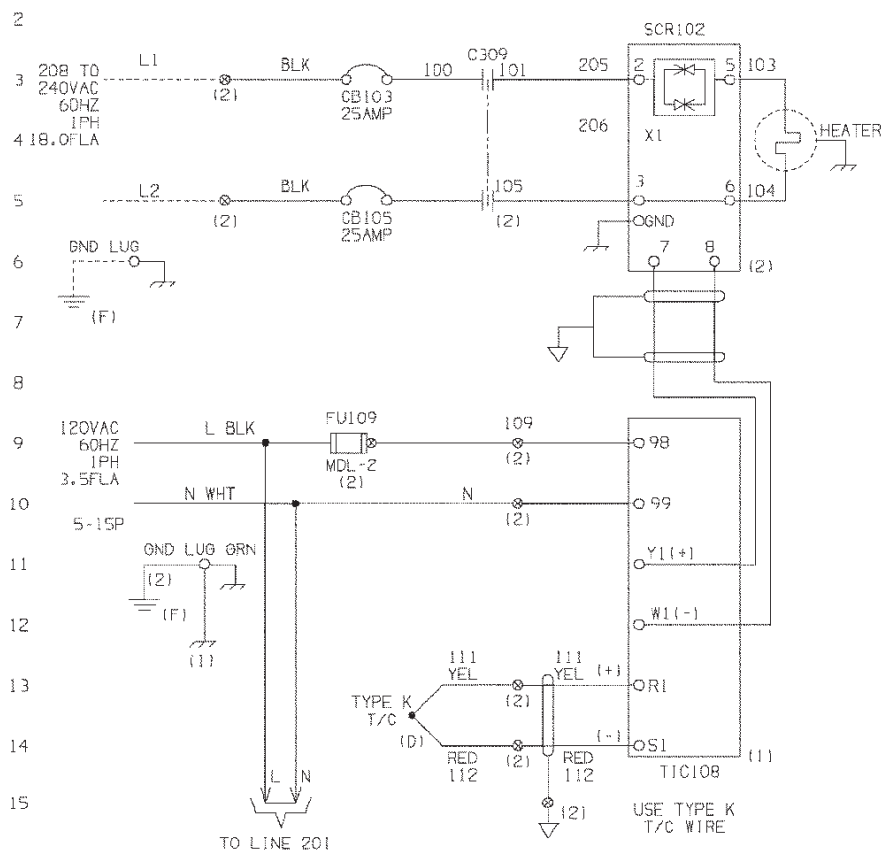 2
SCR102
L1 BLK C309
100 101 205 2 5 103
3 208 TO
240VAC
60HZ
1PH
(2) CB103
25AMP
206 X1
HEATER
4 18.0FLA
L2 BLK 105 3 6 104
5
(2) CB105 (2)
25AMP
GND
GND LUG 7 8
6 (2)
(F)
7
8
120VAC L BLK FU109 109
9 60HZ 98
1PH MDL-2 (2)
3.5FLA (2)
N WHT N
10 99
5-15P (2)
GND LUG GRN
11 Y1(+)
(2)
(F)
12 W1(-)
(1)
111 111
YEL YEL (+)
13 R1
TYPE K (2)
T/C
(D) (-)
14 S1
RED (2) RED (1)
112 112 TIC108
L N
15 (2) USE TYPE K
T/C WIRE
TO LINE 201